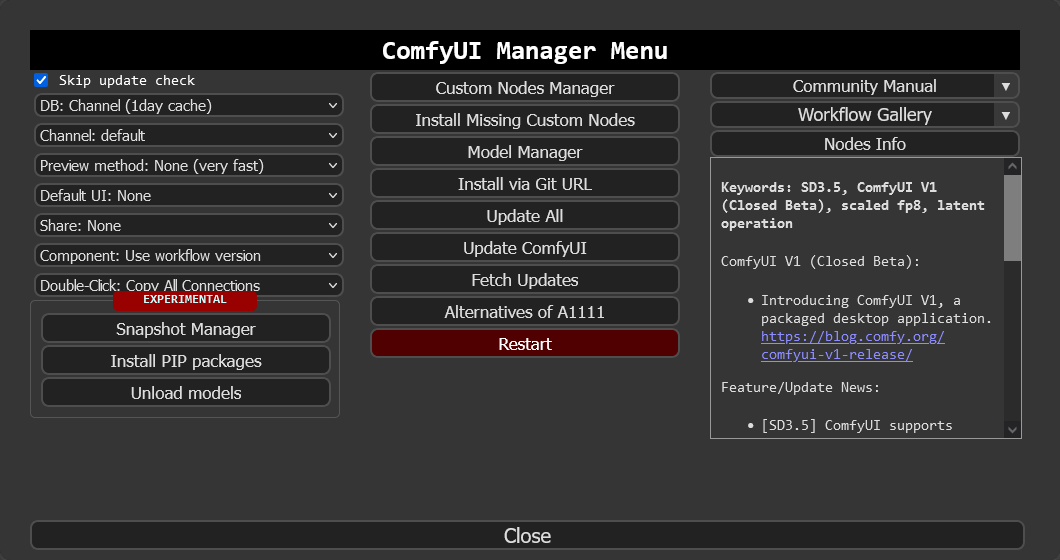 ComfyUI Manager Menu
Skip update check
DB: Channel (1day cache)
Channel: default
Preview method: None (very fast)
Default UI: None
Share: None
Component: Use workflow version
Double-Click: Copy All Connections
EXPERIMENTAL
Snapshot Manager
Install PIP packages
Unload models
Custom Nodes Manager
Install Missing Custom Nodes
Model Manager
Install via Git URL
Update All
Update ComfyUI
Fetch Updates
Alternatives of A1111
Restart
Community Manual
Workflow Gallery
Nodes Info
Keywords: SD3.5, ComfyUI V1
(Closed Beta), scaled fp8, latent
operation
ComfyUI V1 (Closed Beta):
• Introducing ComfyUI V1, a
packaged desktop application.
https://blog.comfy.org/
comfyui-v1-release/
Feature/Update News:
• [SD3.5] ComfyUI supports
Close